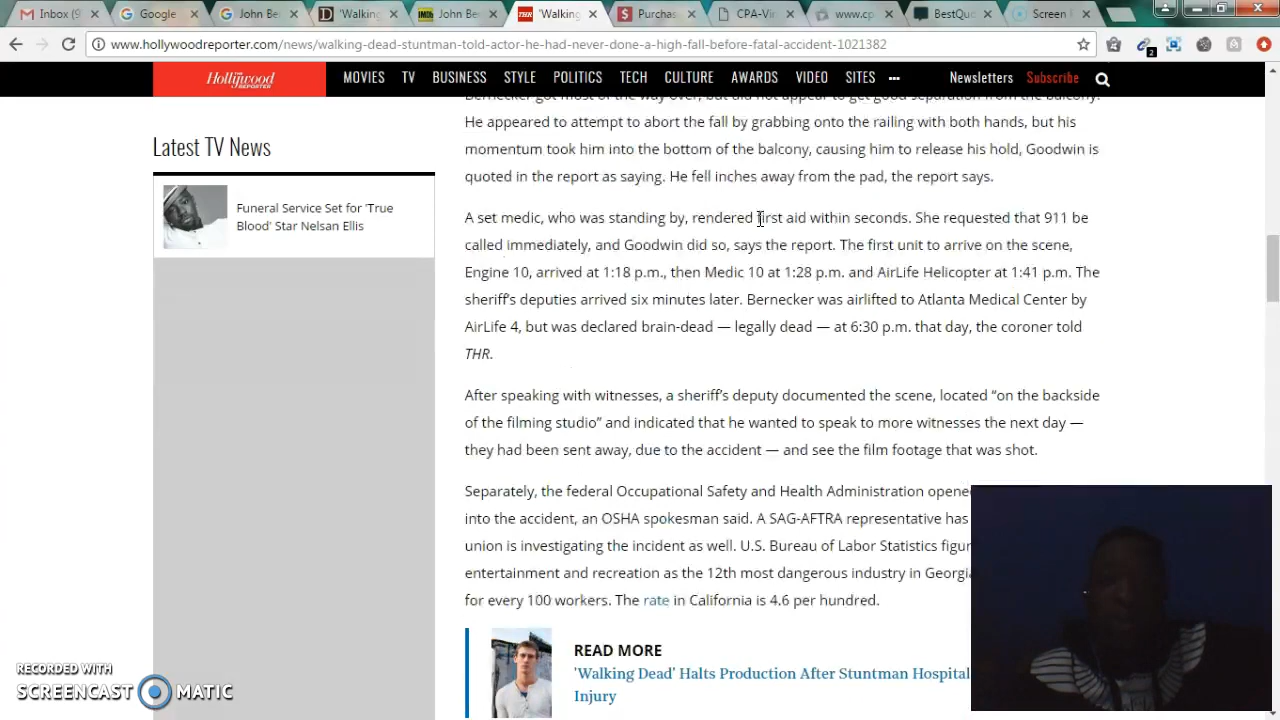 Inbox
Google
John Be
'Walking
John Be
THR
'Walkin
Purchas
CCPA-Y
www.cp
BestQuo
Screen
www.hollywoodreporter.com/news/walking-dead-stuntman-told-actor-he-had-never-done-a-high-fall-before-fatal-accident-1021382
2
Hollywood
REPORTER
MOVIES TV BUSINESS STYLE POLITICS TECH CULTURE AWARDS VIDEO SITES
Newsletters Subscribe
Latest TV News
Funeral Service Set for 'True
Blood' Star Nelsan Ellis
Bernecker got most of the way over, but did not appear to get good separation from the balcony.
He appeared to attempt to abort the fall by grabbing onto the railing with both hands, but his
momentum took him into the bottom of the balcony, causing him to release his hold, Goodwin is
quoted in the report as saying. He fell inches away from the pad, the report says.
A set medic, who was standing by, rendered first aid within seconds. She requested that 911 be
called immediately, and Goodwin did so, says the report. The first unit to arrive on the scene,
Engine 10, arrived at 1:18 p.m., then Medic 10 at 1:28 p.m. and AirLife Helicopter at 1:41 p.m. The
sheriff's deputies arrived six minutes later. Bernecker was airlifted to Atlanta Medical Center by
AirLife 4, but was declared brain-dead — legally dead — at 6:30 p.m. that day, the coroner told
THR.
After speaking with witnesses, a sheriff's deputy documented the scene, located “on the backside
of the filming studio” and indicated that he wanted to speak to more witnesses the next day —
they had been sent away, due to the accident — and see the film footage that was shot.
Separately, the federal Occupational Safety and Health Administration opene
into the accident, an OSHA spokesman said. A SAG-AFTRA representative has
union is investigating the incident as well. U.S. Bureau of Labor Statistics figu
entertainment and recreation as the 12th most dangerous industry in Georgia
for every 100 workers. The rate in California is 4.6 per hundred.
READ MORE
'Walking Dead' Halts Production After Stuntman Hospital
Injury
RECORDED WITH
SCREENCAST MATIC